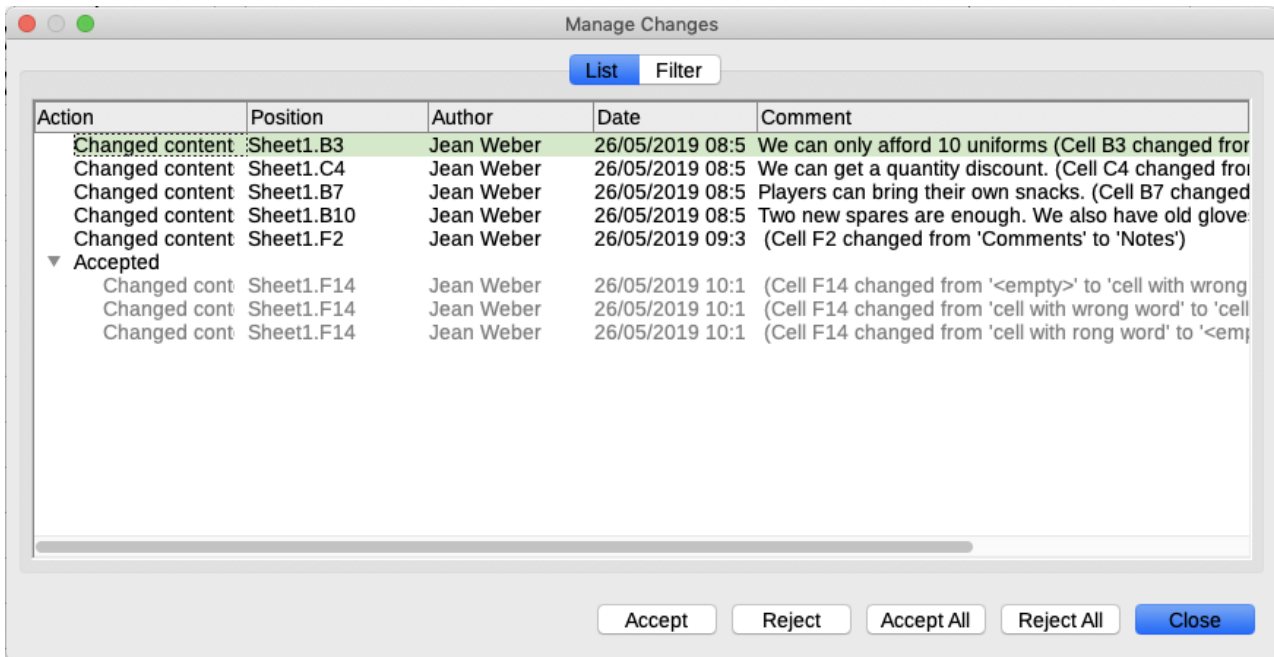 Manage Changes
List Filter
Action Position Author Date Comment
Changed content Sheet1.B3 Jean Weber 26/05/2019 08:5 We can only afford 10 uniforms (Cell B3 changed fror
Changed content Sheet1.C4 Jean Weber 26/05/2019 08:5 We can get a quantity discount. (Cell C4 changed fro
Changed content Sheet1.B7 Jean Weber 26/05/2019 08:5 Players can bring their own snacks. (Cell B7 changed
Changed content Sheet1.B10 Jean Weber 26/05/2019 08:5 Two new spares are enough. We also have old glove
Changed content Sheet1.F2 Jean Weber 26/05/2019 09:3 (Cell F2 changed from 'Comments' to 'Notes')
Accepted
Changed cont Sheet1.F14 Jean Weber 26/05/2019 10:1 (Cell F14 changed from '<empty>' to 'cell with wrong
Changed cont Sheet1.F14 Jean Weber 26/05/2019 10:1 (Cell F14 changed from 'cell with wrong word' to 'cell
Changed cont Sheet1.F14 Jean Weber 26/05/2019 10:1 (Cell F14 changed from 'cell with rong word' to '<emp
Accept Reject Accept All Reject All Close